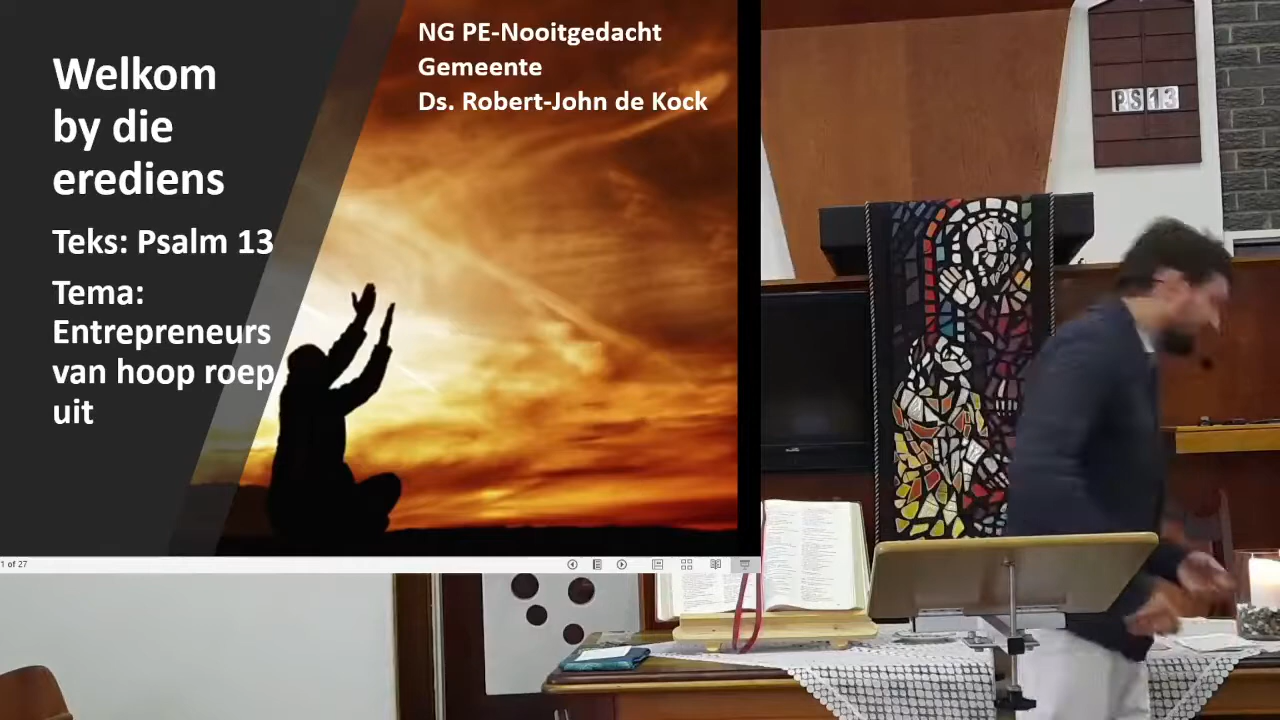 Welkom
by die
erediens
Teks: Psalm 13
Tema:
Entrepreneurs
van hoop roep
uit
NG PE-Nooitgedacht
Gemeente
Ds. Robert-John de Kock
1 of 27
PS 13